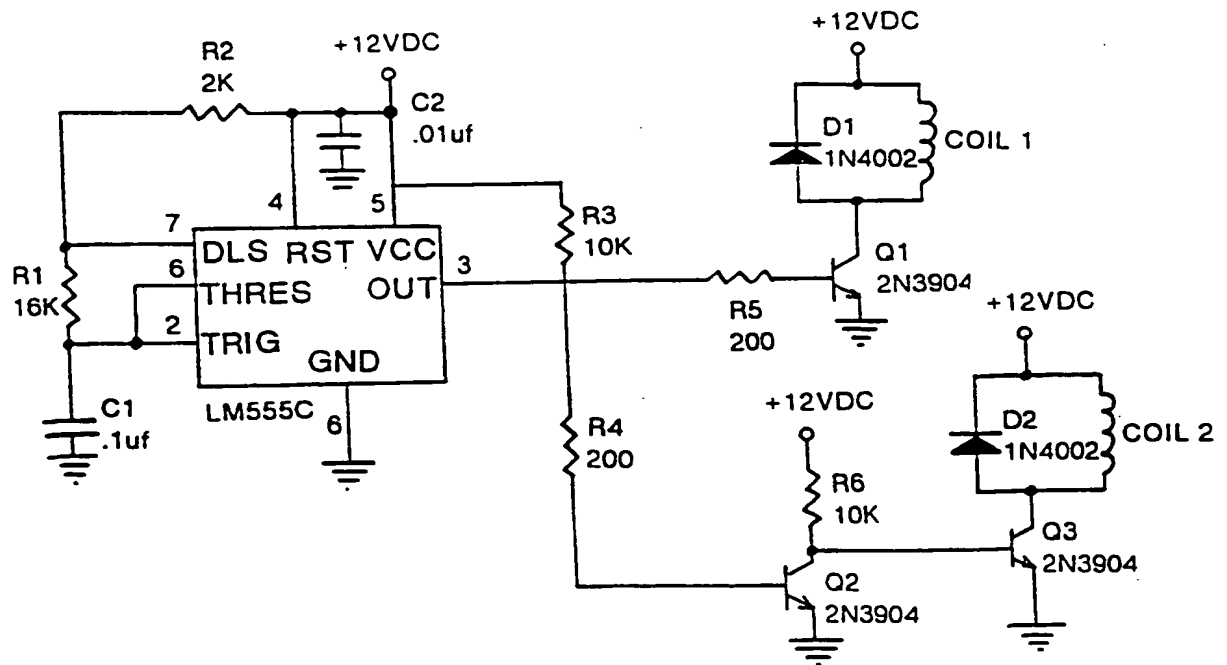 +12VDC
R2
2K
C2
.01uf
4
5
7
DLS
RST
VCC
6
THRES
OUT
3
2
TRIG
GND
LM555C
6
R1
16K
C1
.1uf
R3
10K
R4
200
R5
200
+12VDC
D1
1N4002
COIL 1
Q1
2N3904
+12VDC
R6
10K
Q2
2N3904
+12VDC
D2
1N4002
COIL 2
Q3
2N3904